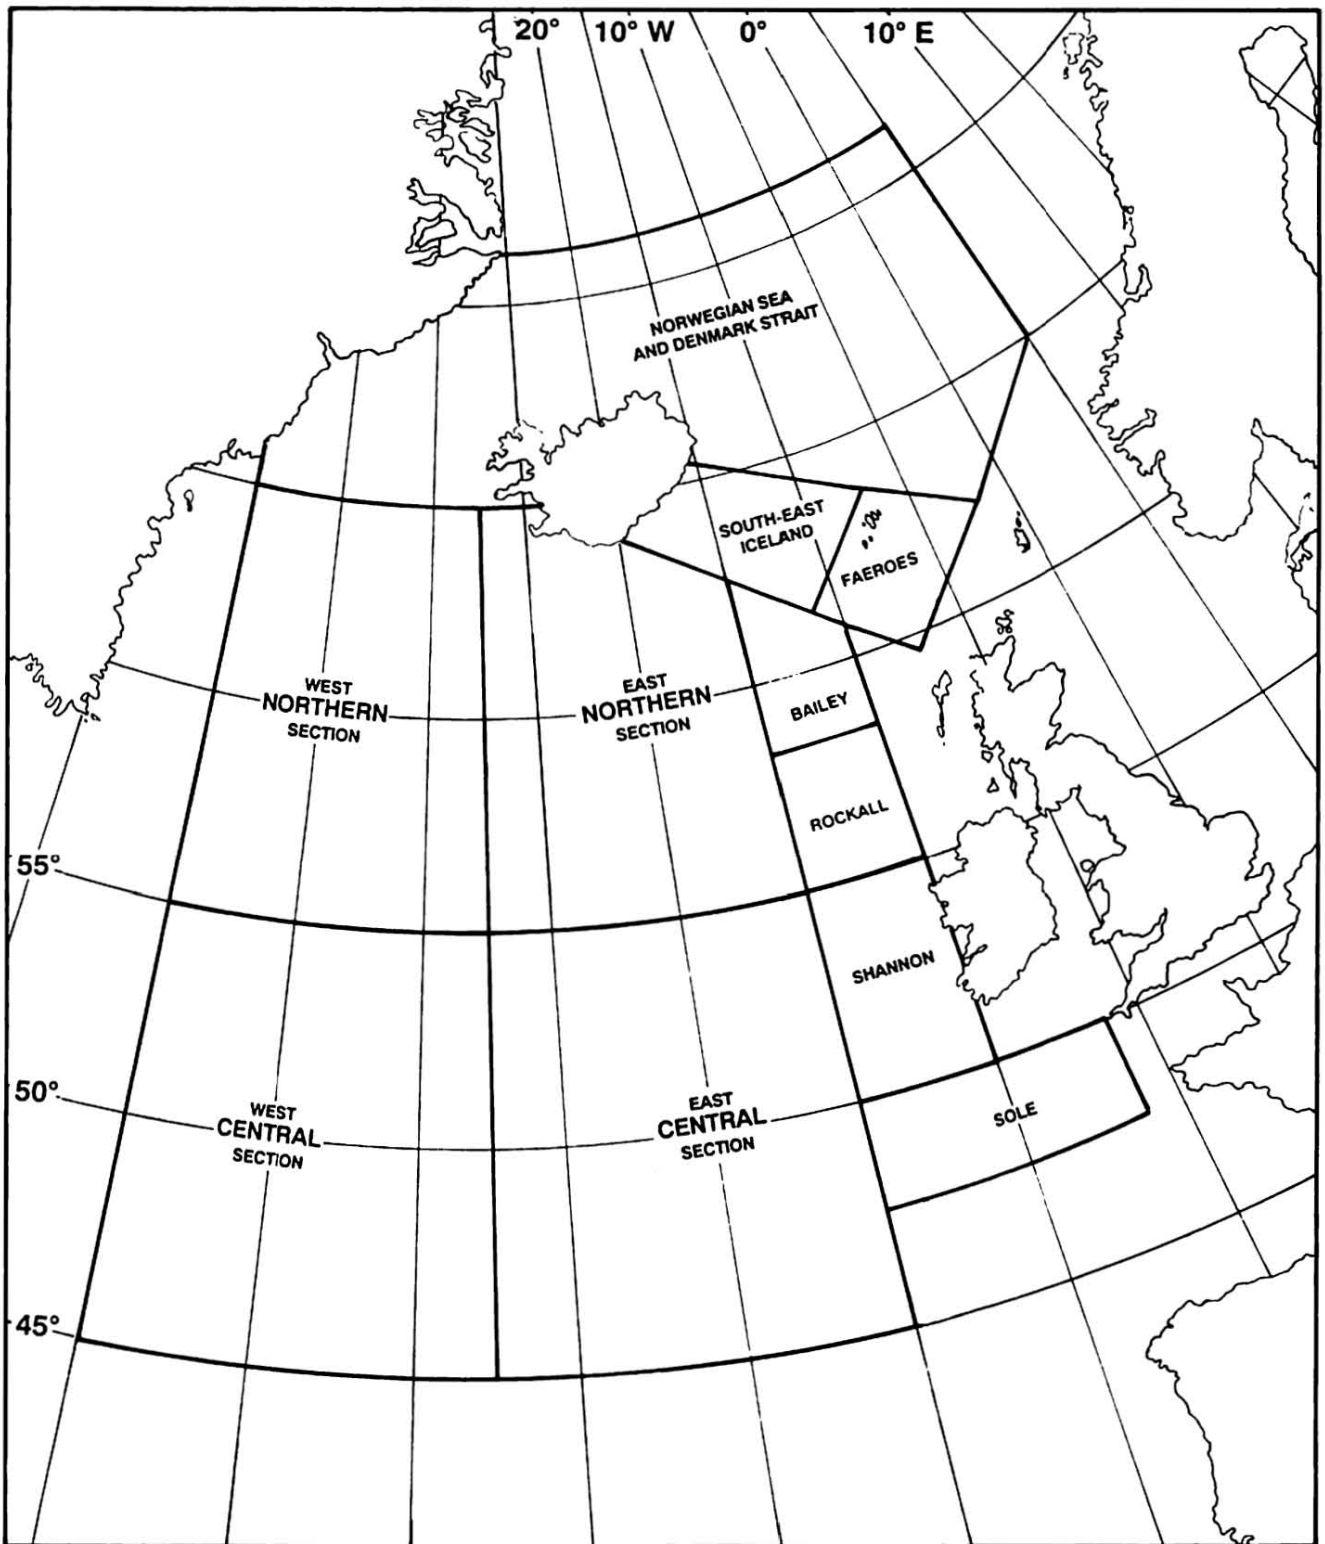 20° 10° W 0° 10° E
NORWEGIAN SEA
AND DENMARK STRAIT
SOUTH-EAST
ICELAND
FAEROES
WEST
NORTHERN
SECTION
EAST
NORTHERN
SECTION
BAILEY
ROCKALL
55°
SHANNON
50°
WEST
CENTRAL
SECTION
EAST
CENTRAL
SECTION
SOLE
45°